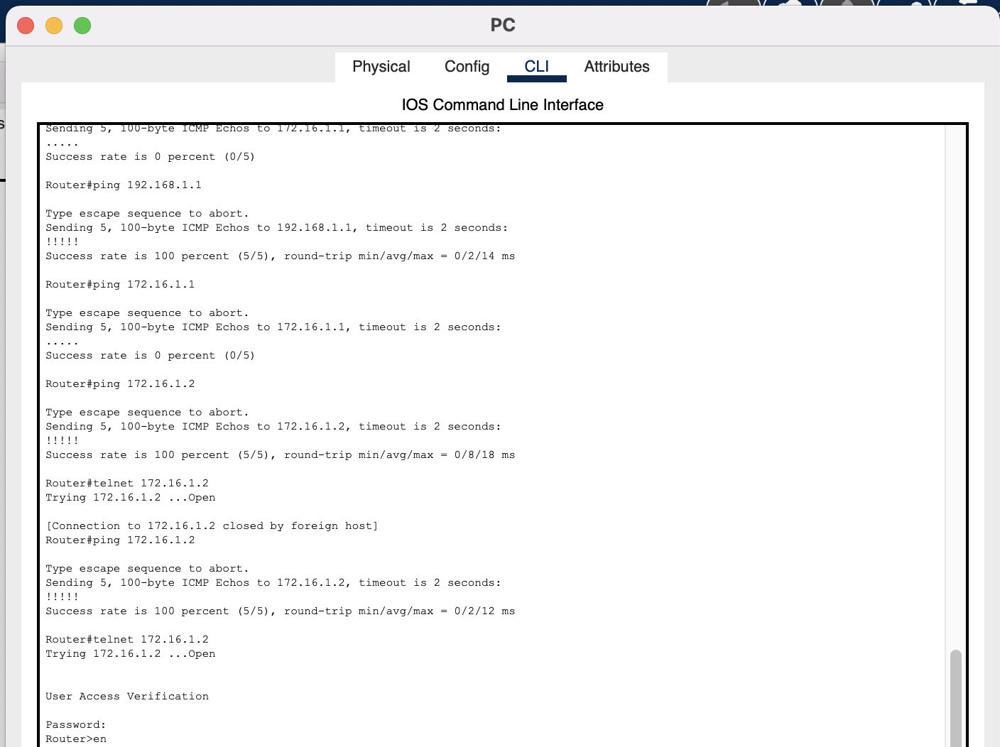 PC
Physical Config CLI Attributes
IOS Command Line Interface
Sending 5, 100-byte ICMP Echos to 172.16.1.1, timeout is 2 seconds:
.....
Success rate is 0 percent (0/5)
Router#ping 192.168.1.1
Type escape sequence to abort.
Sending 5, 100-byte ICMP Echos to 192.168.1.1, timeout is 2 seconds:
!!!!!
Success rate is 100 percent (5/5), round-trip min/avg/max = 0/2/14 ms
Router#ping 172.16.1.1
Type escape sequence to abort.
Sending 5, 100-byte ICMP Echos to 172.16.1.1, timeout is 2 seconds:
.....
Success rate is 0 percent (0/5)
Router#ping 172.16.1.2
Type escape sequence to abort.
Sending 5, 100-byte ICMP Echos to 172.16.1.2, timeout is 2 seconds:
!!!!!
Success rate is 100 percent (5/5), round-trip min/avg/max = 0/8/18 ms
Router#telnet 172.16.1.2
Trying 172.16.1.2 ...Open
[Connection to 172.16.1.2 closed by foreign host]
Router#ping 172.16.1.2
Type escape sequence to abort.
Sending 5, 100-byte ICMP Echos to 172.16.1.2, timeout is 2 seconds:
!!!!!
Success rate is 100 percent (5/5), round-trip min/avg/max = 0/2/12 ms
Router#telnet 172.16.1.2
Trying 172.16.1.2 ...Open
User Access Verification
Password:
Router>en